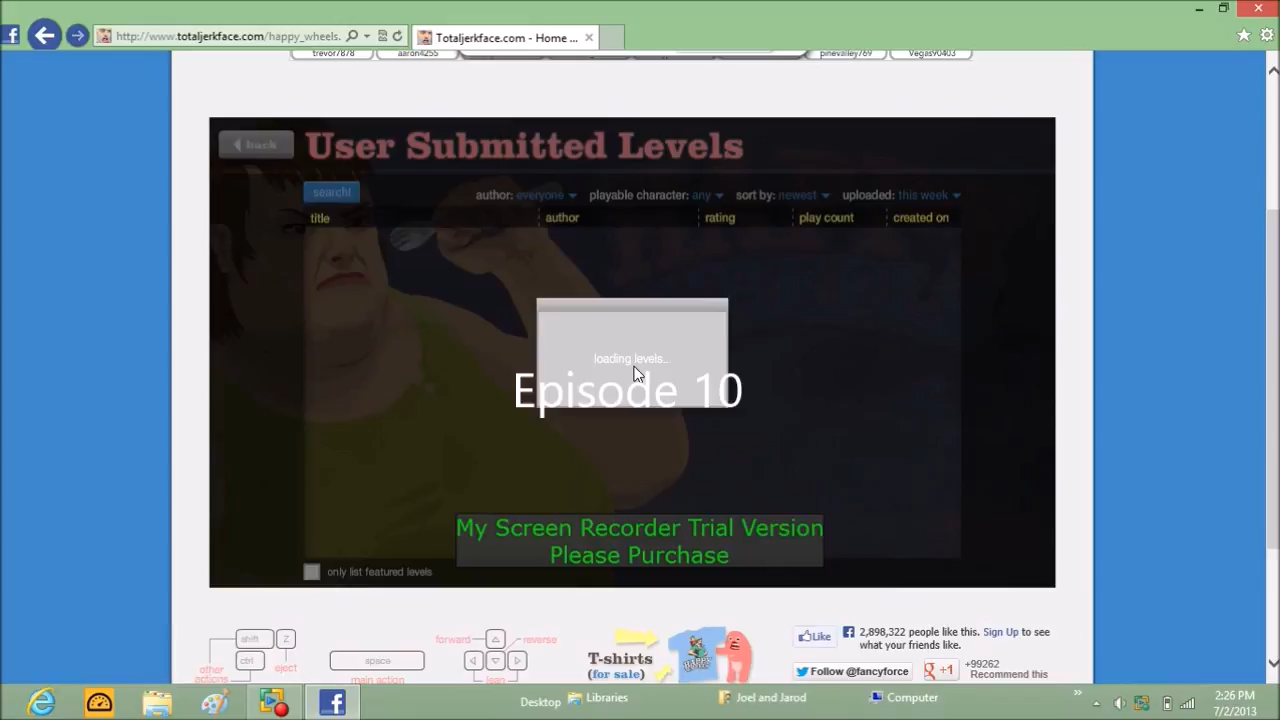 http://www.totaljerkface.com/happy_wheels.
Totaljerkface.com - Home ...
trevor7878
aaron4255
pinevalley769
Vegas90403
back
User Submitted Levels
search!
author: everyone
playable character: any
sort by: newest
uploaded: this week
title
author
rating
play count
created on
loading levels...
Episode 10
My Screen Recorder Trial Version
Please Purchase
only list featured levels
shift
Z
forward
reverse
ctrl
eject
space
other
actions
main action
lean
T-shirts
(for sale)
Like
2,898,322 people like this. Sign Up to see
what your friends like.
Follow @fancyforce
+1
+99262
Recommend this
Desktop
Libraries
Joel and Jarod
Computer
2:26 PM
7/2/2013